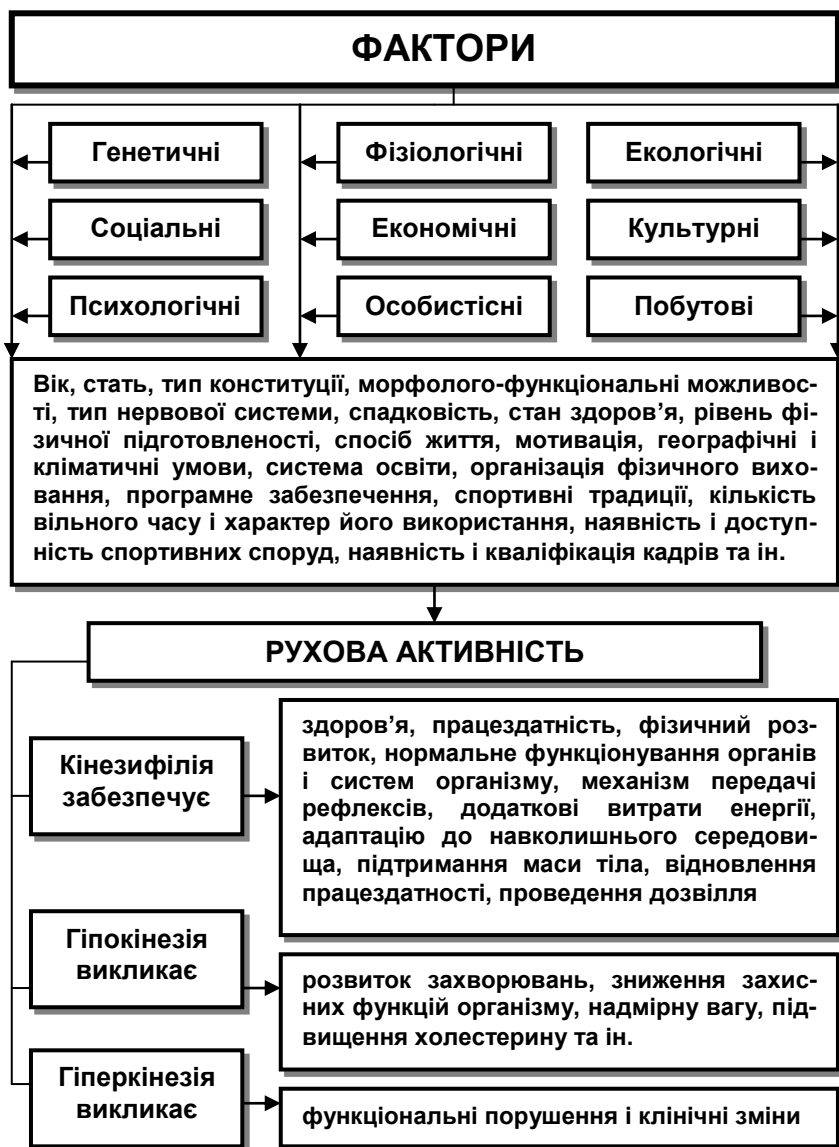 ФАКТОРИ
Генетичні
Фізіологічні
Екологічні
Соціальні
Економічні
Культурні
Психологічні
Особистісні
Побутові
Вік, стать, тип конституції, морфолого-функціональні можливос-
ті, тип нервової системи, спадковість, стан здоров’я, рівень фі-
зичної підготовленості, спосіб життя, мотивація, географічні і
кліматичні умови, система освіти, організація фізичного вихо-
вання, програмне забезпечення, спортивні традиції, кількість
вільного часу і характер його використання, наявність і досту-
пність спортивних споруд, наявність і кваліфікація кадрів та ін.
РУХОВА АКТИВНІСТЬ
Кінезифілія
забезпечує
здоров’я, працездатність, фізичний роз-
виток, нормальне функціонування органів
і систем організму, механізм передачі
рефлексів, додаткові витрати енергії,
адаптацію до навколишнього середови-
ща, підтримання маси тіла, відновлення
працездатності, проведення дозвілля
Гіпокінезія
викликає
розвиток захворювань, зниження захис-
них функцій організму, надмірну вагу, під-
вищення холестерину та ін.
Гіперкінезія
викликає
функціональні порушення і клінічні зміни